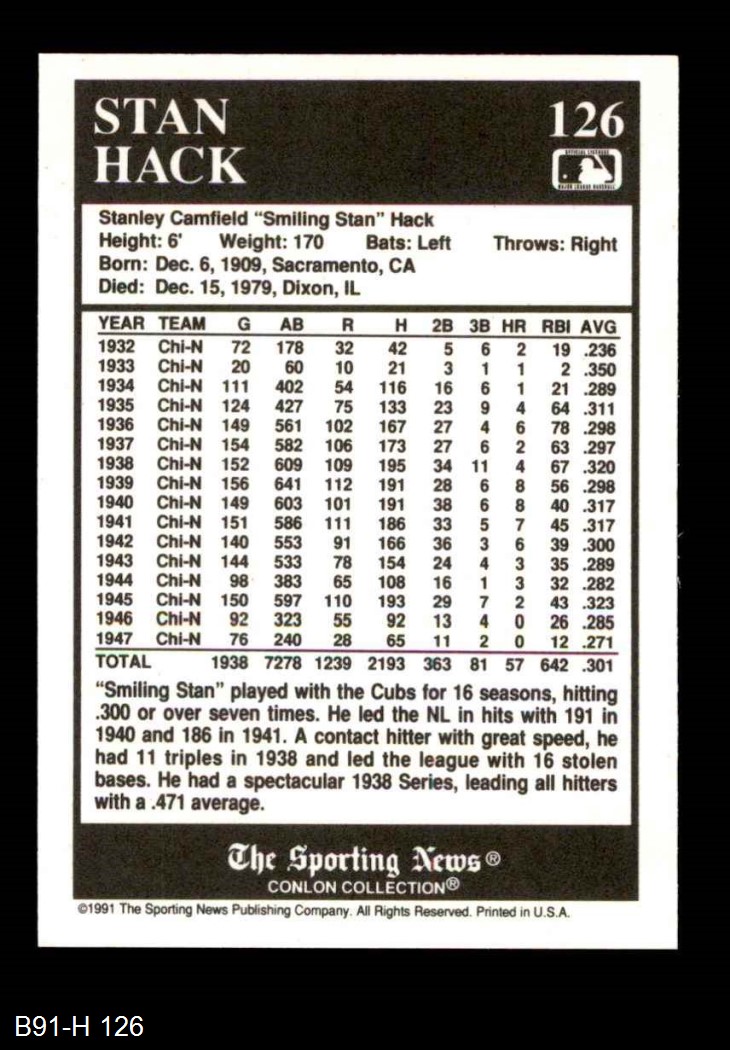 STAN
HACK
126
OFFICIAL LICENSEE
MAJOR LEAGUE BASEBALL
Stanley Camfield “Smiling Stan” Hack
Height: 6' Weight: 170 Bats: Left Throws: Right
Born: Dec. 6, 1909, Sacramento, CA
Died: Dec. 15, 1979, Dixon, IL
YEAR TEAM G AB R H 2B 3B HR RBI AVG
1932 Chi-N 72 178 32 42 5 6 2 19 .236
1933 Chi-N 20 60 10 21 3 1 1 2 .350
1934 Chi-N 111 402 54 116 16 6 1 21 .289
1935 Chi-N 124 427 75 133 23 9 4 64 .311
1936 Chi-N 149 561 102 167 27 4 6 78 .298
1937 Chi-N 154 582 106 173 27 6 2 63 .297
1938 Chi-N 152 609 109 195 34 11 4 67 .320
1939 Chi-N 156 641 112 191 28 6 8 56 .298
1940 Chi-N 149 603 101 191 38 6 8 40 .317
1941 Chi-N 151 586 111 186 33 5 7 45 .317
1942 Chi-N 140 553 91 166 36 3 6 39 .300
1943 Chi-N 144 533 78 154 24 4 3 35 .289
1944 Chi-N 98 383 65 108 16 1 3 32 .282
1945 Chi-N 150 597 110 193 29 7 2 43 .323
1946 Chi-N 92 323 55 92 13 4 0 26 .285
1947 Chi-N 76 240 28 65 11 2 0 12 .271
TOTAL 1938 7278 1239 2193 363 81 57 642 .301
“Smiling Stan” played with the Cubs for 16 seasons, hitting
.300 or over seven times. He led the NL in hits with 191 in
1940 and 186 in 1941. A contact hitter with great speed, he
had 11 triples in 1938 and led the league with 16 stolen
bases. He had a spectacular 1938 Series, leading all hitters
with a .471 average.
The Sporting News®
CONLON COLLECTION®
©1991 The Sporting News Publishing Company. All Rights Reserved. Printed in U.S.A.
B91-H 126